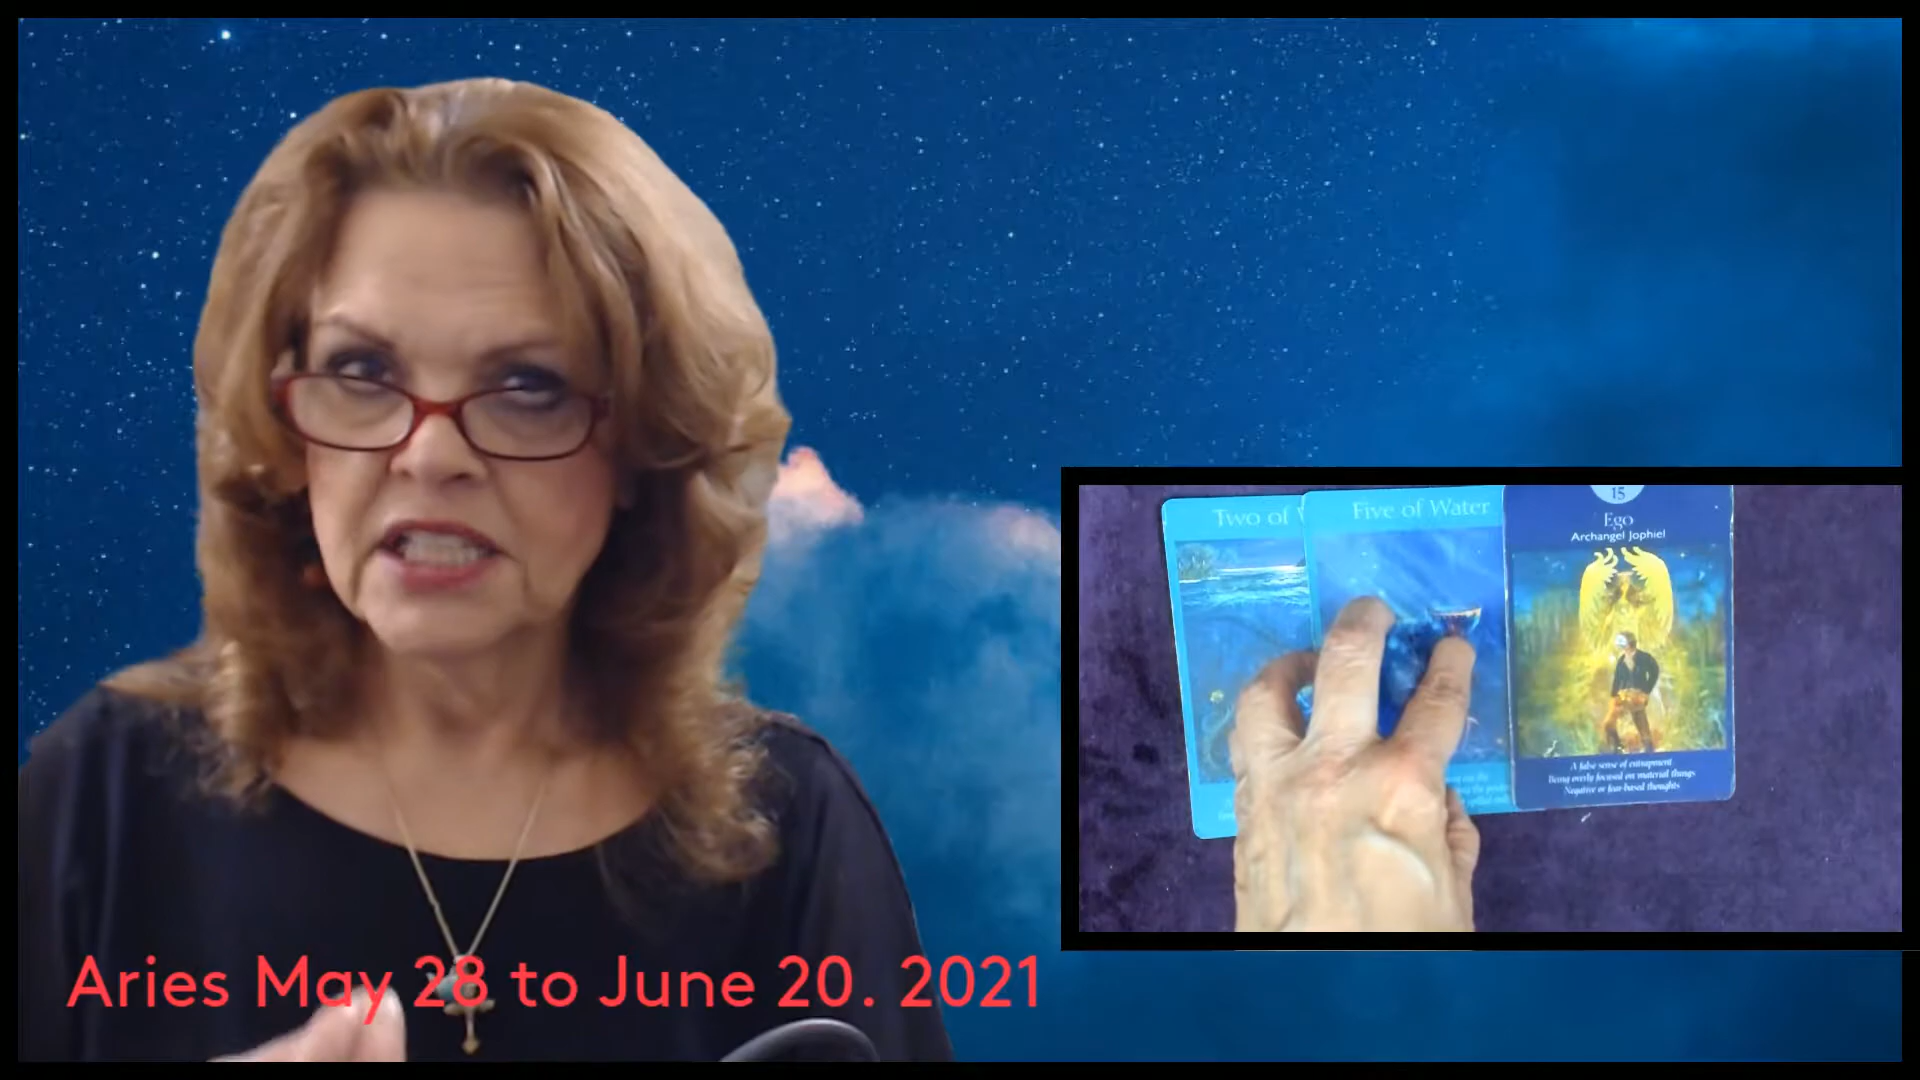 Two of
Five of Water
15
Ego
Archangel Jophiel
A false sense of entrapment
Being overly focused on material things
Negative or fear-based thoughts
Aries May 28 to June 20. 2021